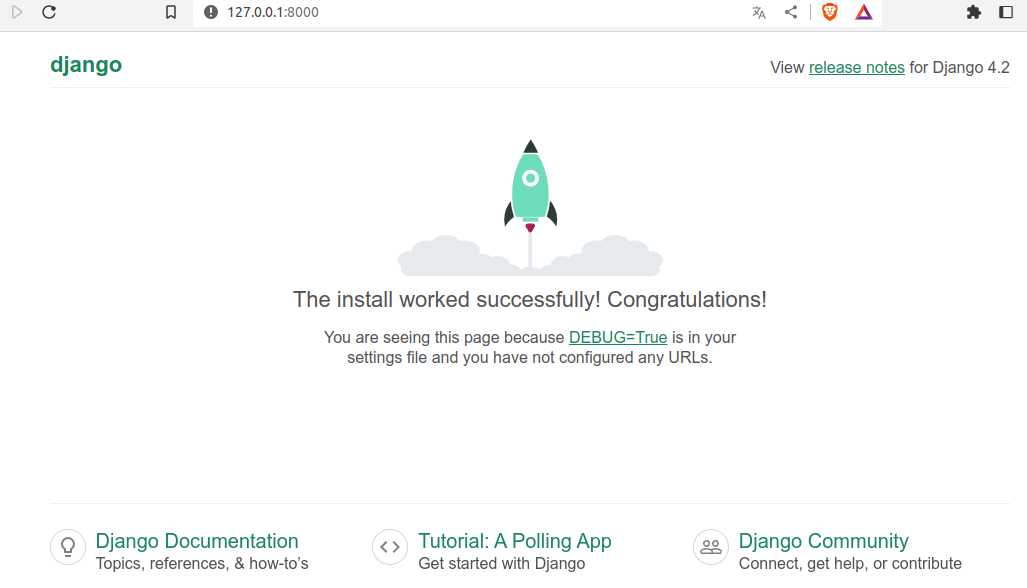 127.0.0.1:8000
django
View release notes for Django 4.2
The install worked successfully! Congratulations!
You are seeing this page because DEBUG=True is in your
settings file and you have not configured any URLs.
Django Documentation
Topics, references, & how-to’s
Tutorial: A Polling App
Get started with Django
Django Community
Connect, get help, or contribute